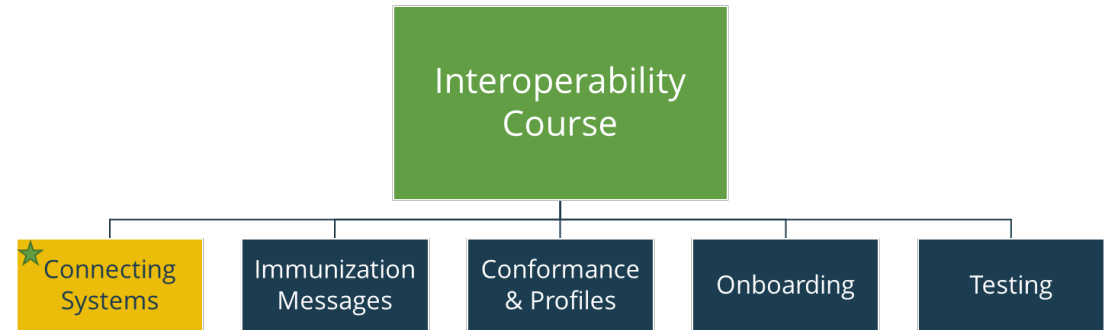 Interoperability
Course
Connecting
Systems
Immunization
Messages
Conformance
& Profiles
Onboarding
Testing